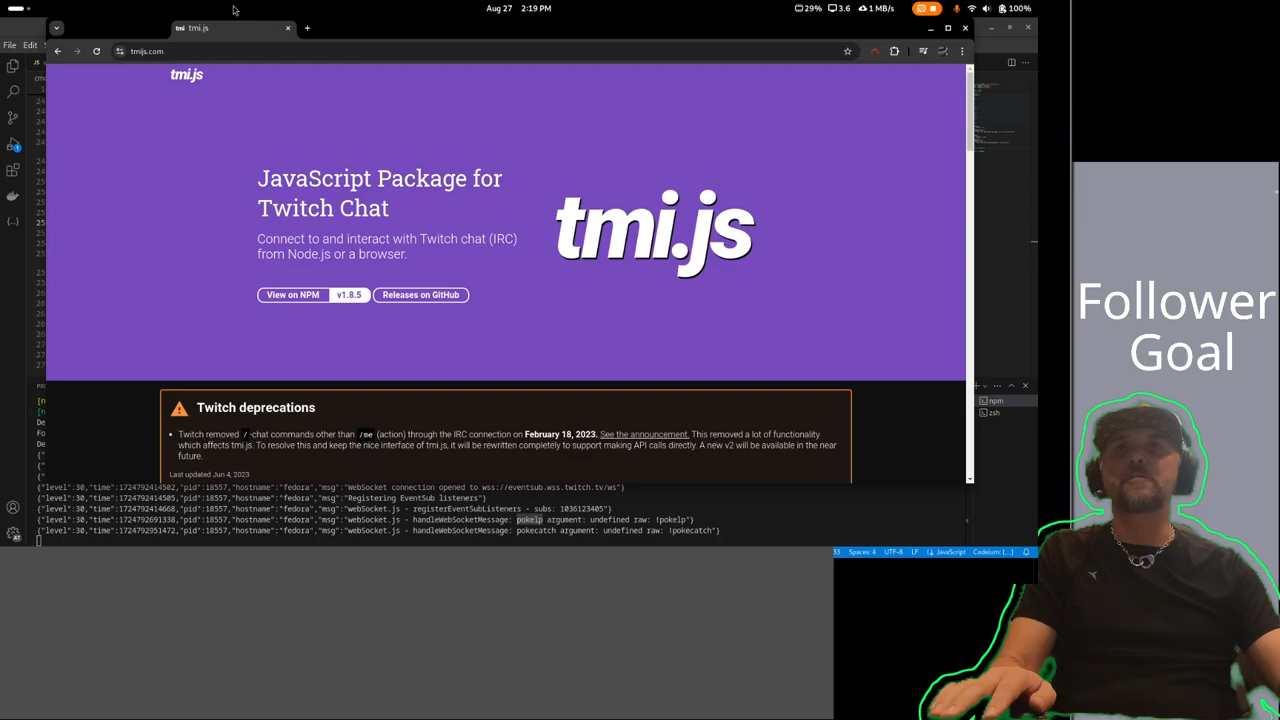 Aug 27 2:19 PM
29% 3.6 1 MB/s 100%
tmi tmi.js
File Edit
tmijs.com
tmi.js
JavaScript Package for
Twitch Chat
Connect to and interact with Twitch chat (IRC)
from Node.js or a browser.
View on NPM v1.8.5 Releases on GitHub
tmi.js
Follower
Goal
Twitch deprecations
Twitch removed / -chat commands other than /me (action) through the IRC connection on February 18, 2023. See the announcement. This removed a lot of functionality
which affects tmi.js. To resolve this and keep the nice interface of tmi.js, it will be rewritten completely to support making API calls directly. A new v2 will be available in the near
future.
Last updated Jun 4, 2023
npm
zsh
{"level":30,"time":1724792414502,"pid":18557,"hostname":"fedora","msg":"WebSocket connection opened to wss://eventsub.wss.twitch.tv/ws"}
{"level":30,"time":1724792414505,"pid":18557,"hostname":"fedora","msg":"Registering EventSub listeners"}
{"level":30,"time":1724792414668,"pid":18557,"hostname":"fedora","msg":"webSocket.js - registerEventSubListeners - subs: 1036123405"}
{"level":30,"time":1724792691338,"pid":18557,"hostname":"fedora","msg":"webSocket.js - handleWebSocketMessage: pokelp argument: undefined raw: !pokelp"}
{"level":30,"time":1724792951472,"pid":18557,"hostname":"fedora","msg":"webSocket.js - handleWebSocketMessage: pokecatch argument: undefined raw: !pokecatch"}
Spaces: 4 UTF-8 LF JavaScript Codeium: {...}